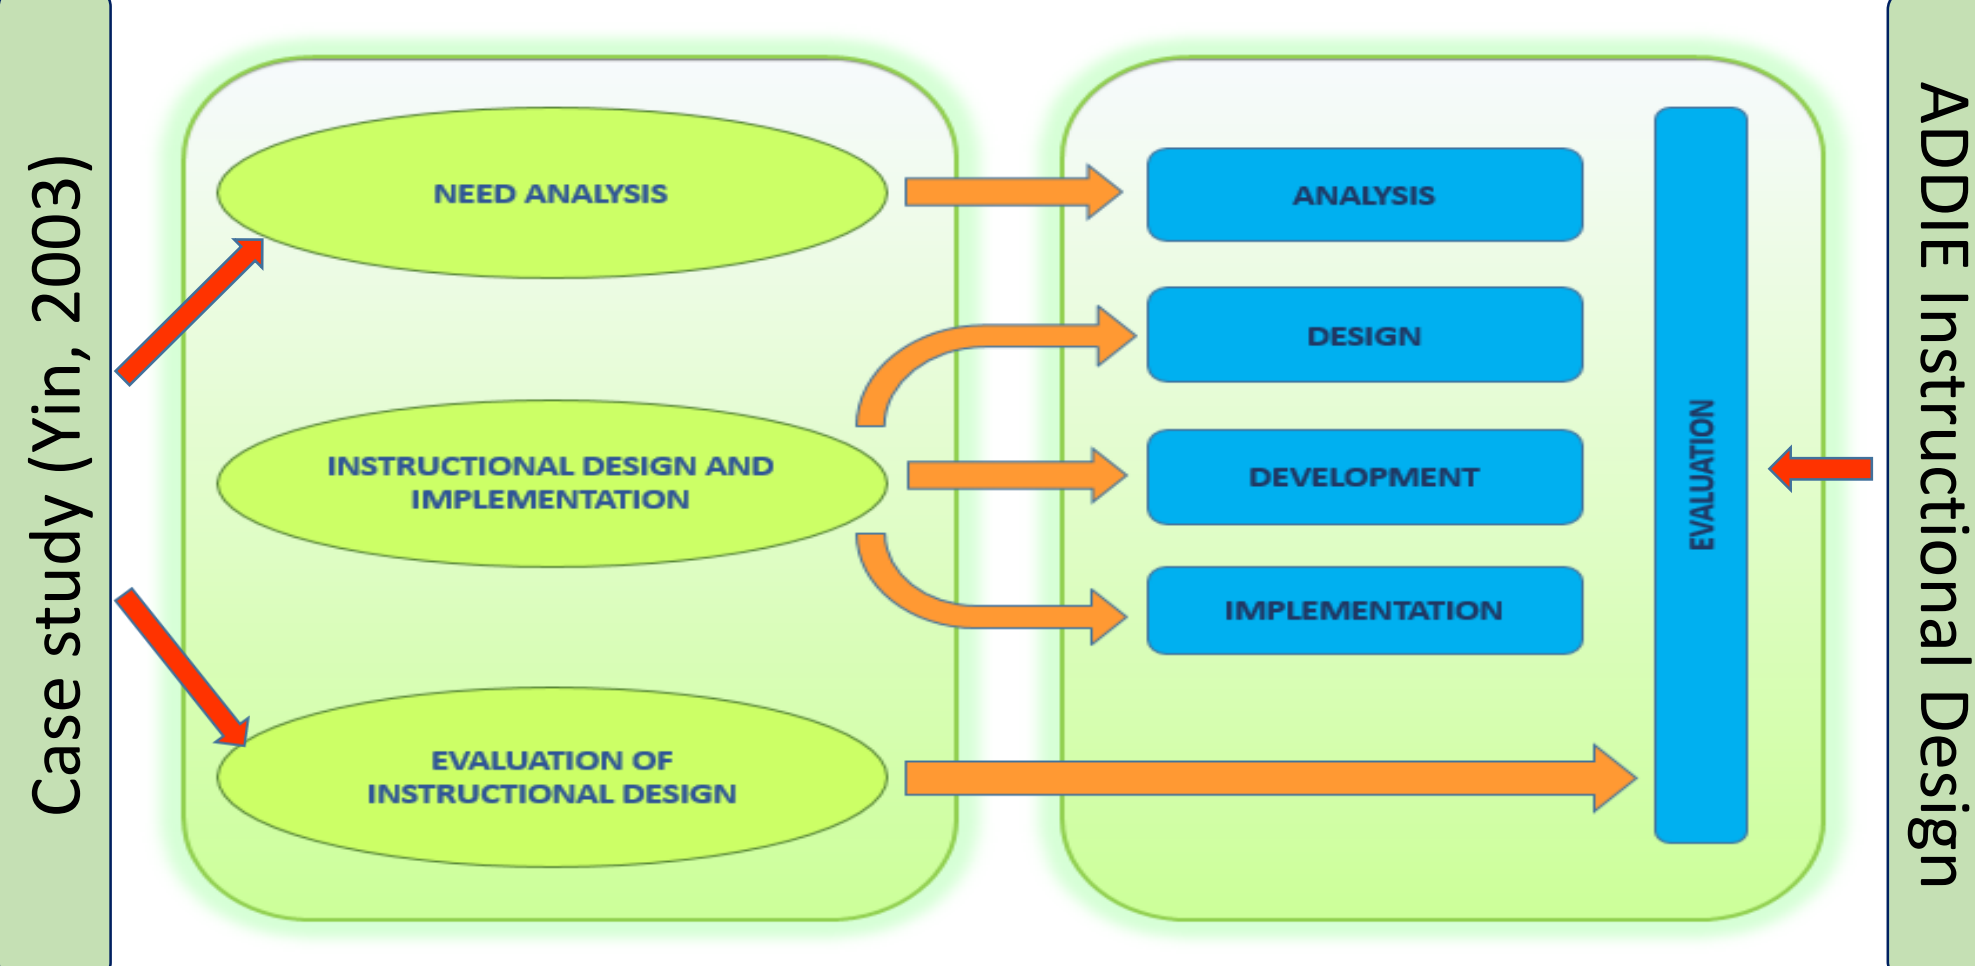 Case study (Yin, 2003)
NEED ANALYSIS
INSTRUCTIONAL DESIGN AND
IMPLEMENTATION
EVALUATION OF
INSTRUCTIONAL DESIGN
ANALYSIS
DESIGN
DEVELOPMENT
IMPLEMENTATION
EVALUATION
ADDIE Instructional Design